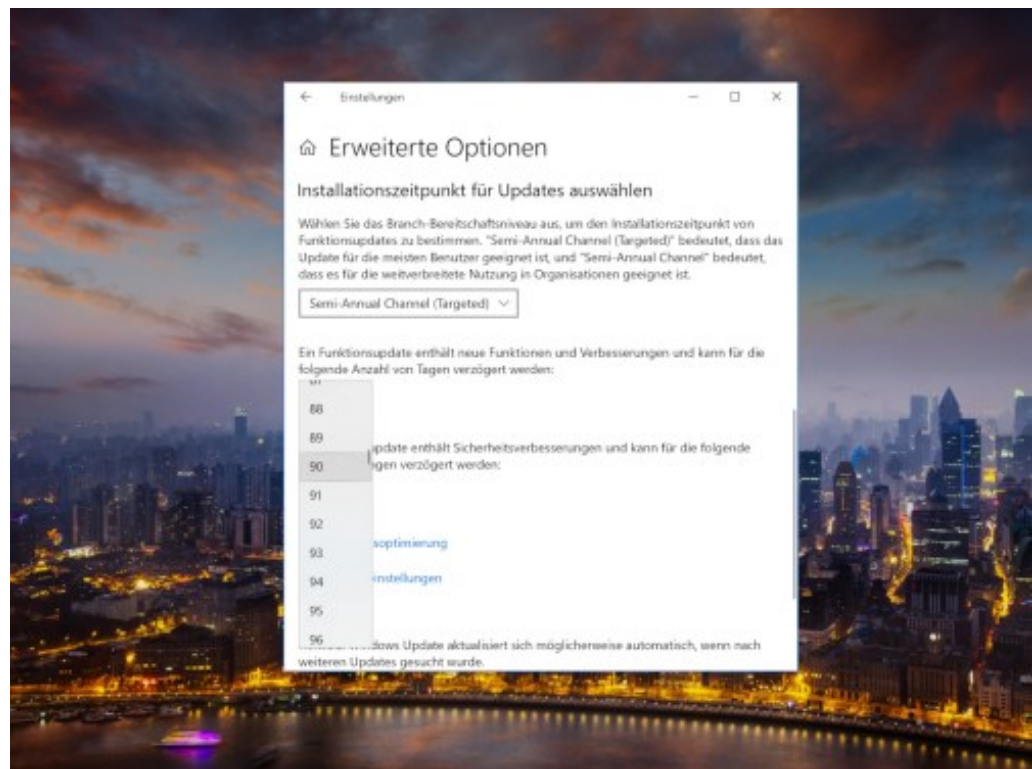 Einstellungen
Erweiterte Optionen
Installationszeitpunkt für Updates auswählen
Wählen Sie das Branch-Bereitschaftsniveau aus, um den Installationszeitpunkt von
Funktionsupdates zu bestimmen. "Semi-Annual Channel (Targeted)" bedeutet, dass das
Update für die meisten Benutzer geeignet ist, und "Semi-Annual Channel" bedeutet,
dass es für die weitverbreitete Nutzung in Organisationen geeignet ist.
Semi-Annual Channel (Targeted)
Ein Funktionsupdate enthält neue Funktionen und Verbesserungen und kann für die
folgende Anzahl von Tagen verzögert werden:
88
89
update enthält Sicherheitsverbesserungen und kann für die folgende
90
gen verzögert werden:
91
92
93
soptimierung
94
instellungen
95
96
dows Update aktualisiert sich möglicherweise automatisch, wenn nach
weiteren Updates gesucht wurde.